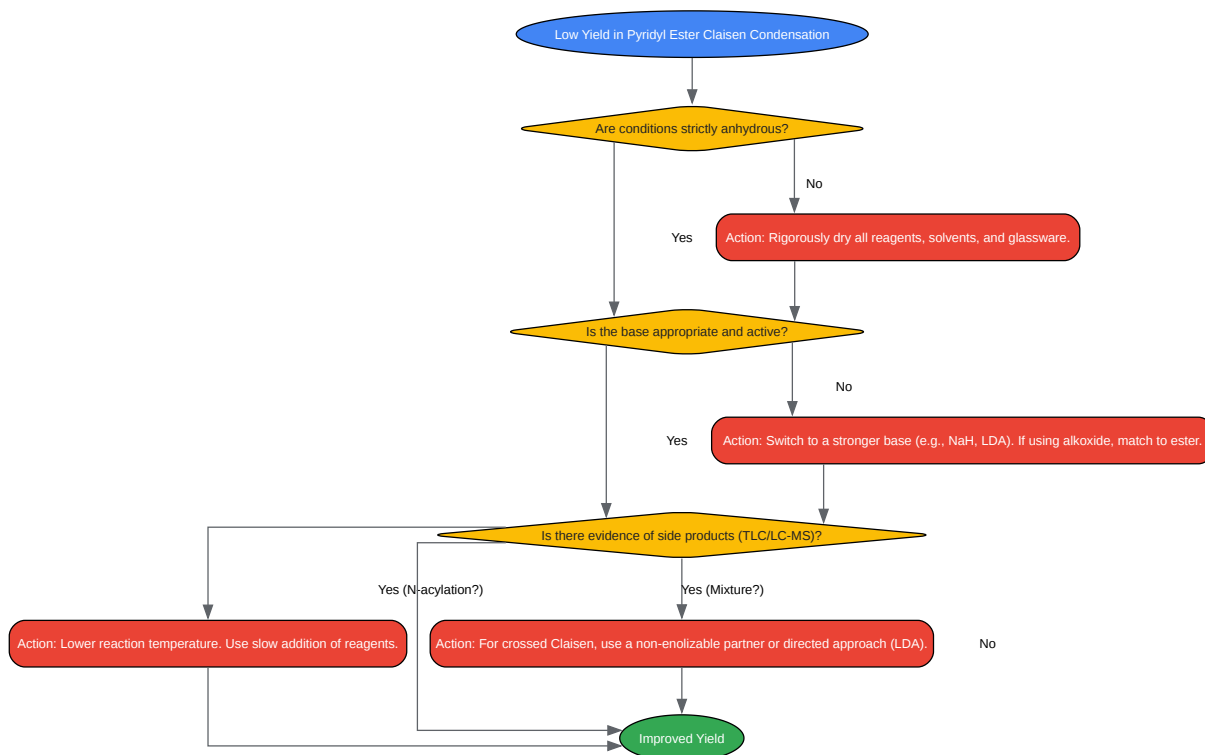 Low Yield in Pyridyl Ester Claisen Condensation
Are conditions strictly anhydrous?
No
Yes
Action: Rigorously dry all reagents, solvents, and glassware.
Is the base appropriate and active?
No
Yes
Action: Switch to a stronger base (e.g., NaH, LDA). If using alkoxide, match to ester.
Is there evidence of side products (TLC/LC-MS)?
Yes (N-acylation?)
Yes (Mixture?)
Action: Lower reaction temperature. Use slow addition of reagents.
Action: For crossed Claisen, use a non-enolizable partner or directed approach (LDA).
No
Improved Yield